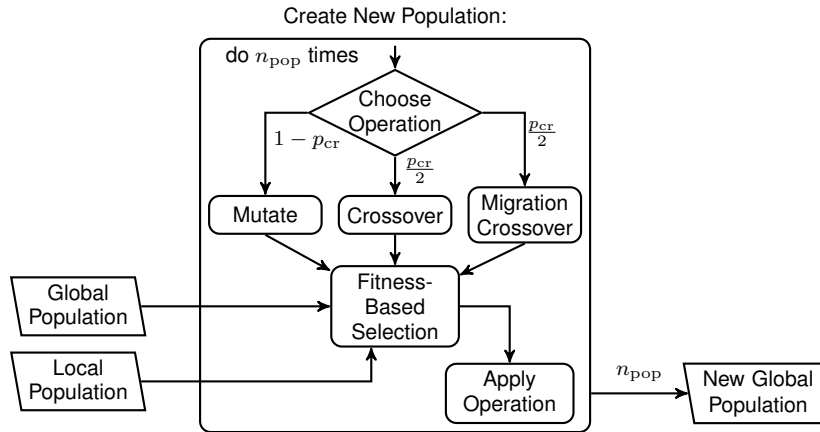 Create New Population:
do n_pop times
Choose
Operation
1 − p_cr
p_cr/2
p_cr/2
Mutate
Crossover
Migration
Crossover
Global
Population
Fitness-
Based
Selection
Local
Population
Apply
Operation
n_pop
New Global
Population